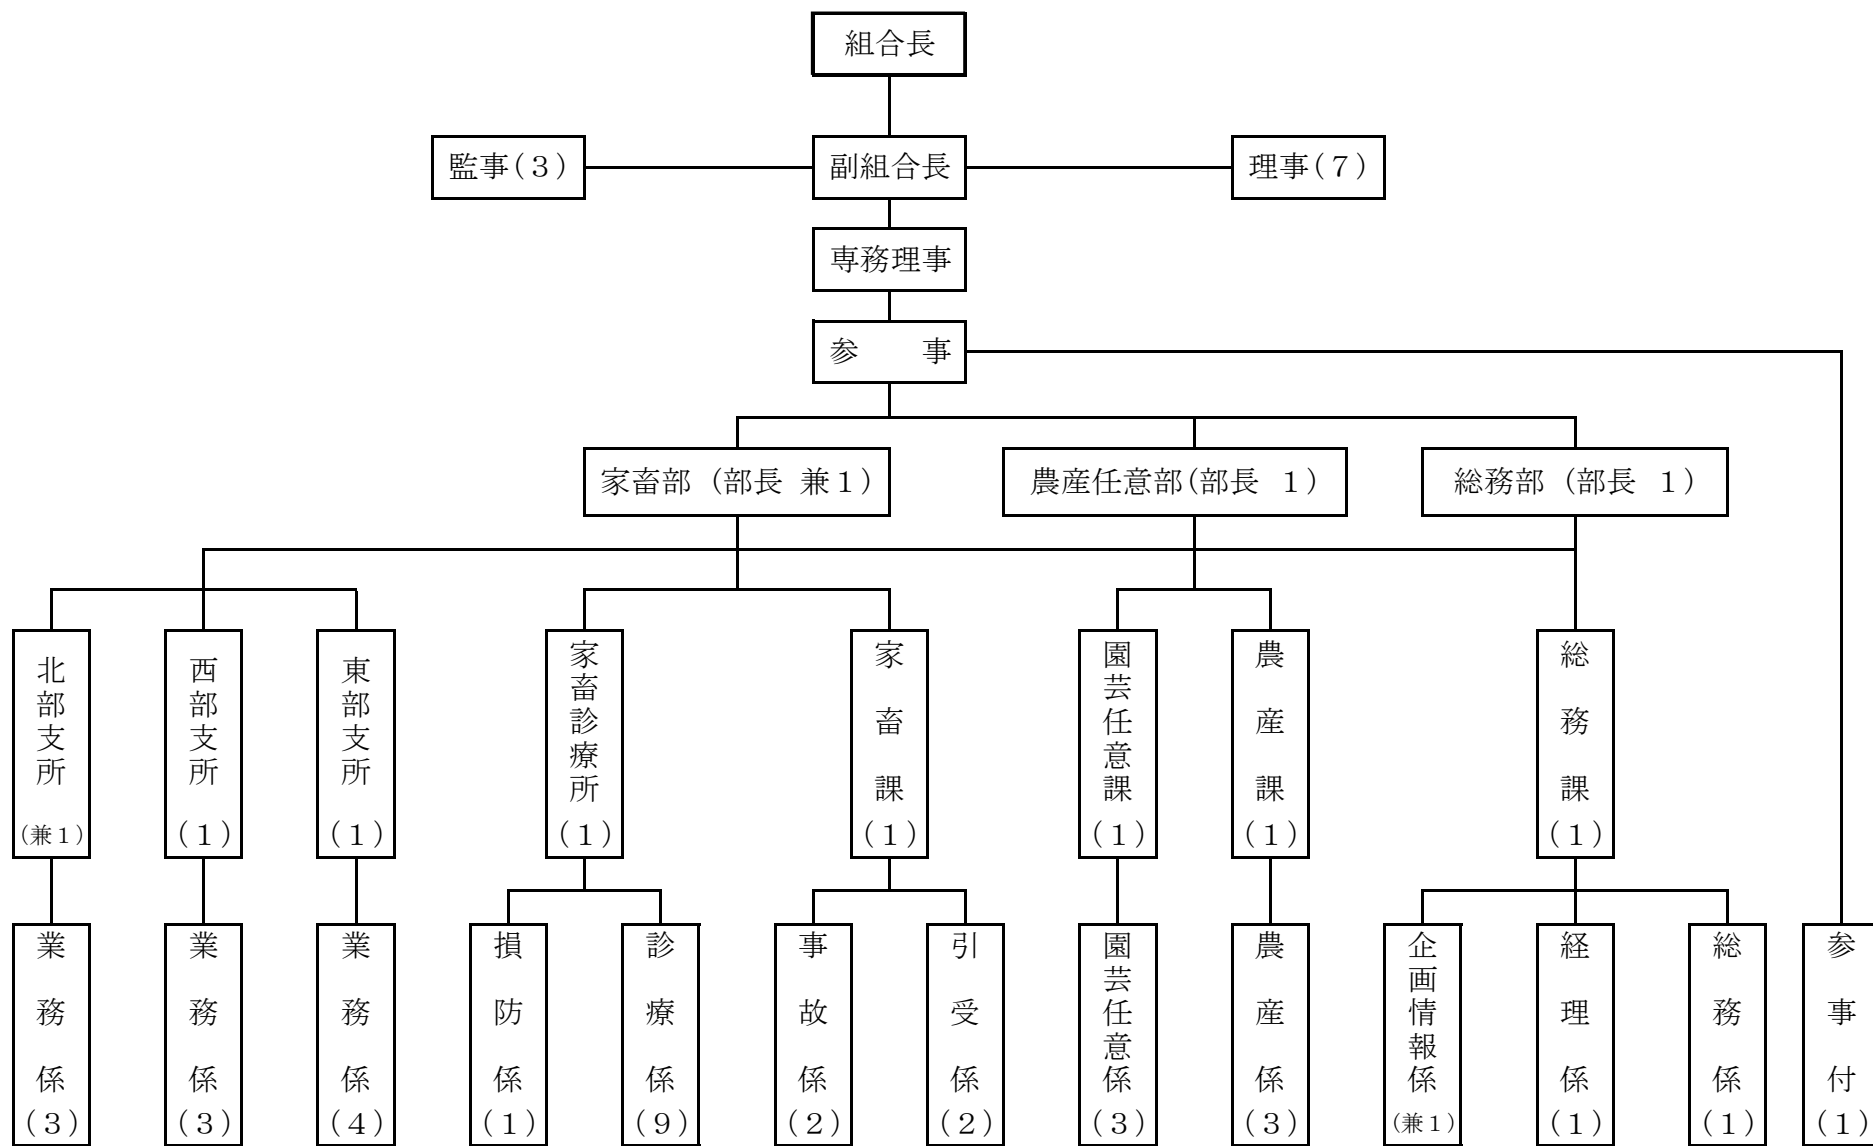 組合長
監事(３)
副組合長
理事(７)
専務理事
参　　事
家畜部 (部長 兼１)
農産任意部(部長 １)
総務部 (部長 １)
北部支所(兼１)
西部支所(１)
東部支所(１)
家畜診療所(１)
家畜課(１)
園芸任意課(１)
農産課(１)
総務課(１)
業務係(３)
業務係(３)
業務係(４)
損防係(１)
診療係(９)
事故係(２)
引受係(２)
園芸任意係(３)
農産係(３)
企画情報係(兼１)
経理係(１)
総務係(１)
参事付(１)